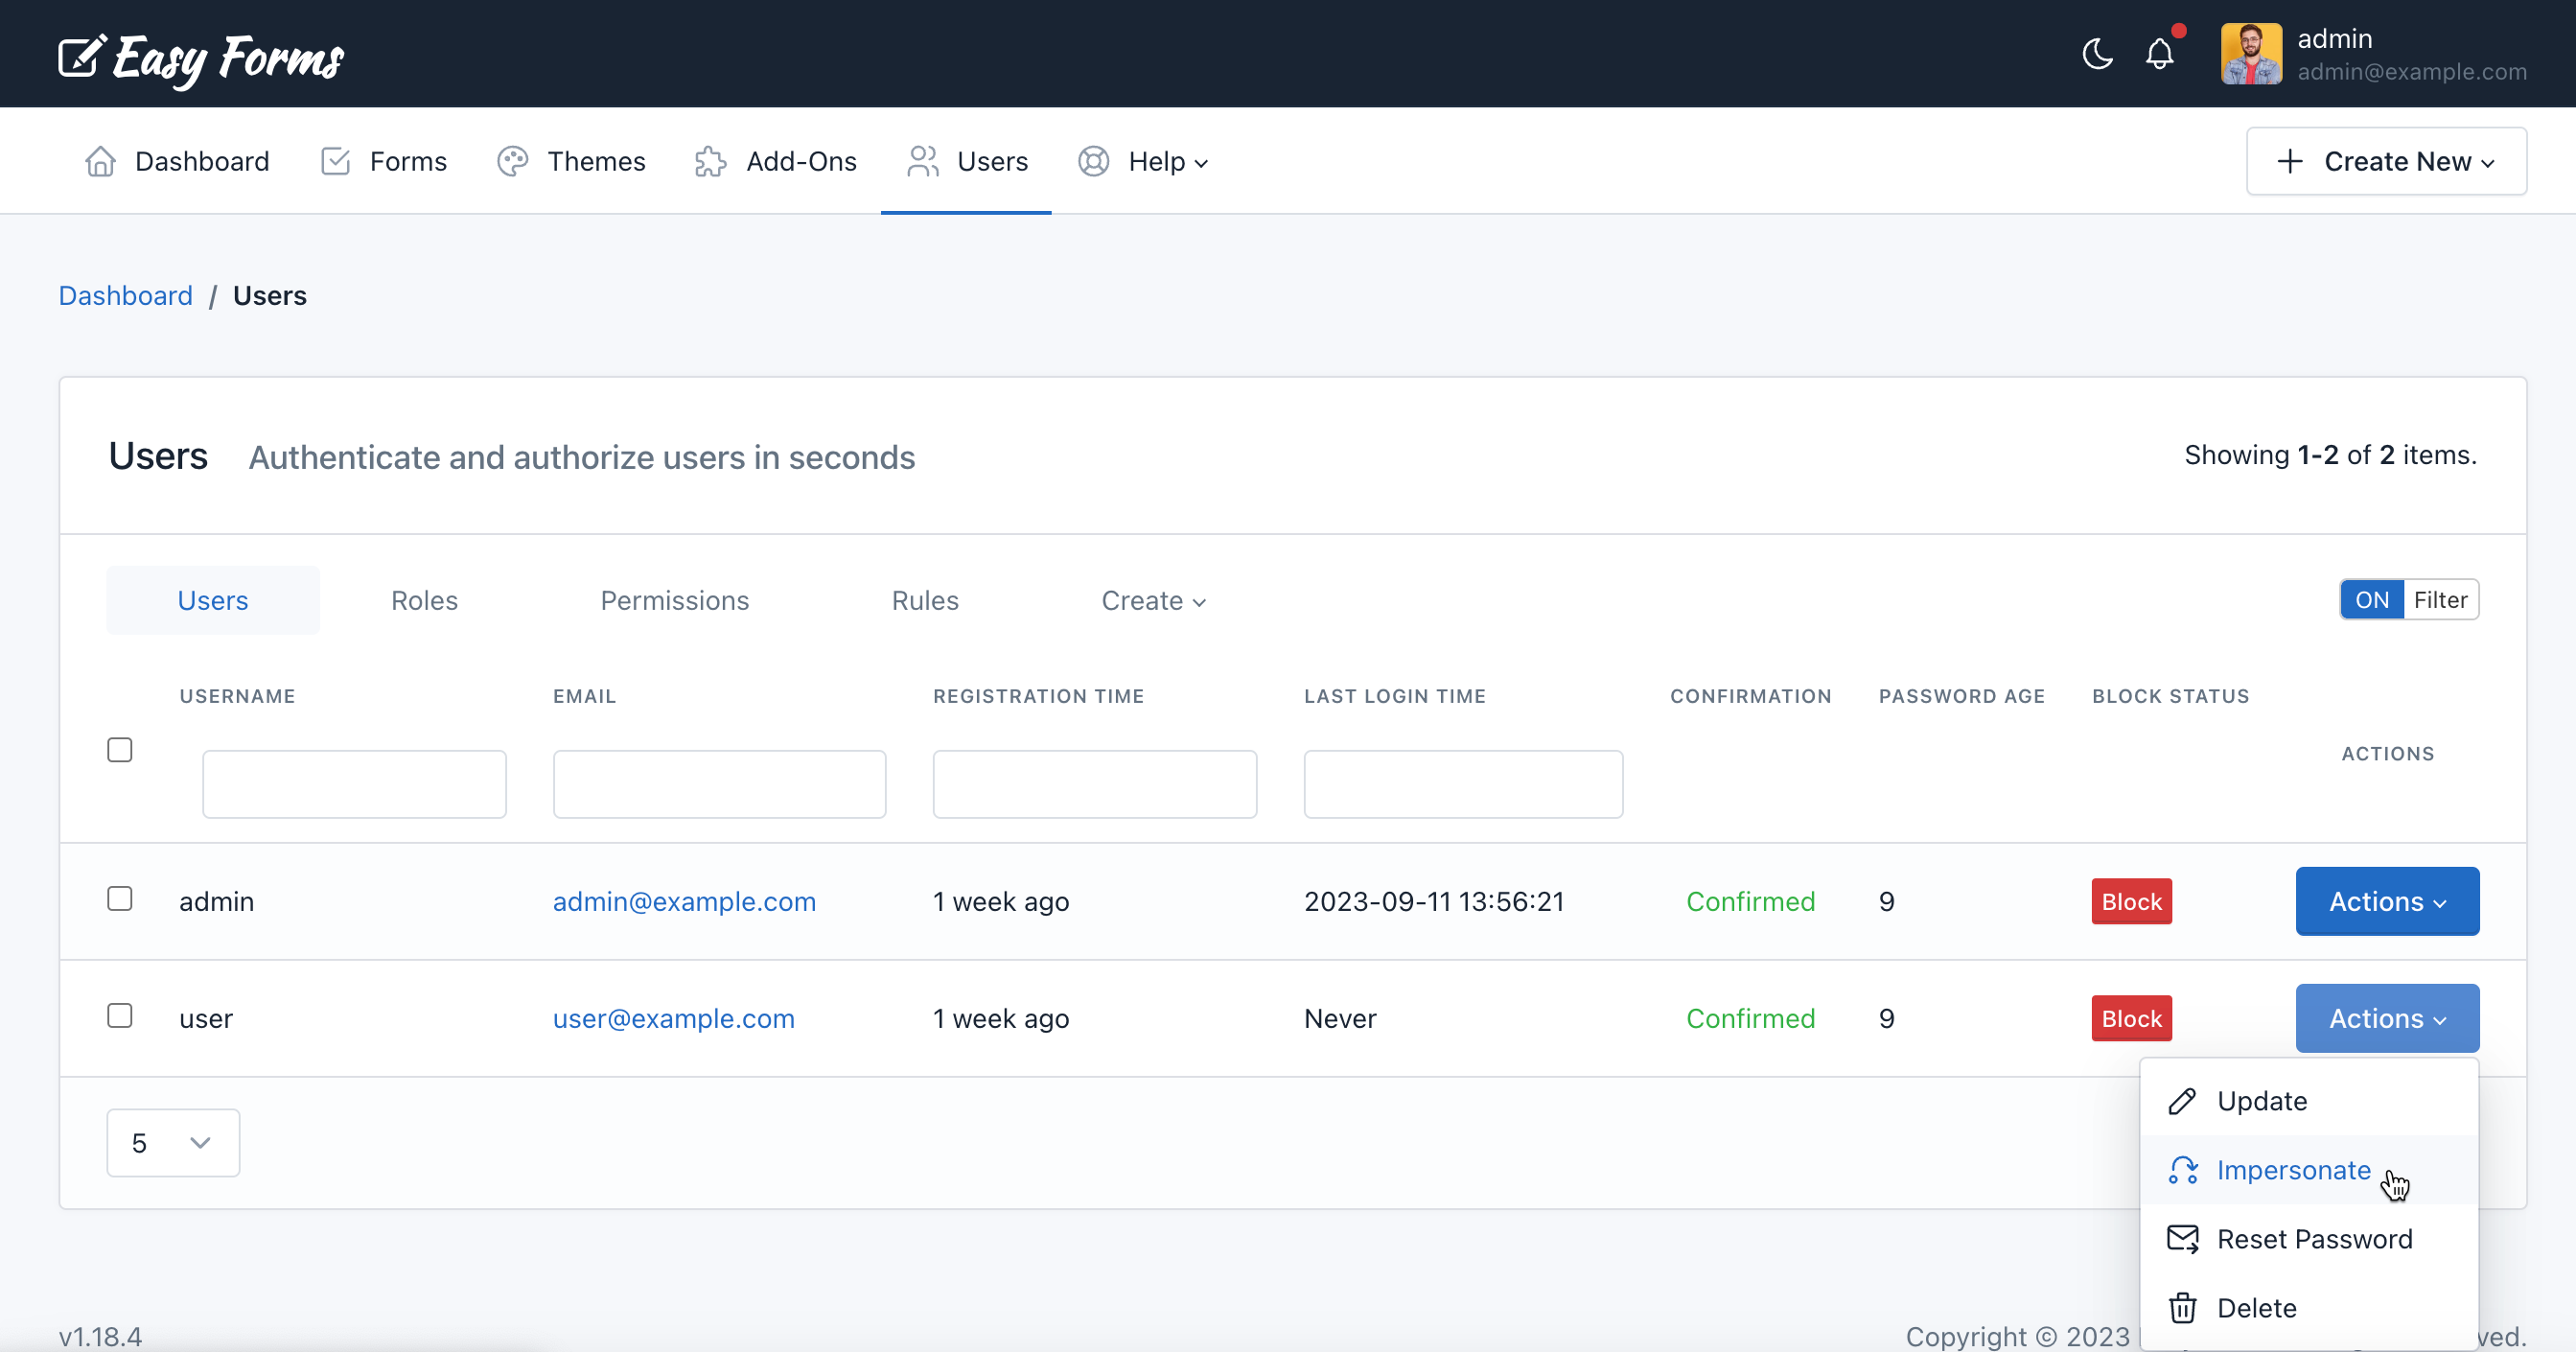 Easy Forms
admin
admin@example.com
Dashboard Forms Themes Add-Ons Users Help Create New
Dashboard / Users
Users Authenticate and authorize users in seconds Showing 1-2 of 2 items.
Users Roles Permissions Rules Create ON Filter
USERNAME EMAIL REGISTRATION TIME LAST LOGIN TIME CONFIRMATION PASSWORD AGE BLOCK STATUS
ACTIONS
admin admin@example.com 1 week ago 2023-09-11 13:56:21 Confirmed 9 Block Actions
user user@example.com 1 week ago Never Confirmed 9 Block Actions
Update
5
Impersonate
Reset Password
Delete
v1.18.4 Copyright © 2023